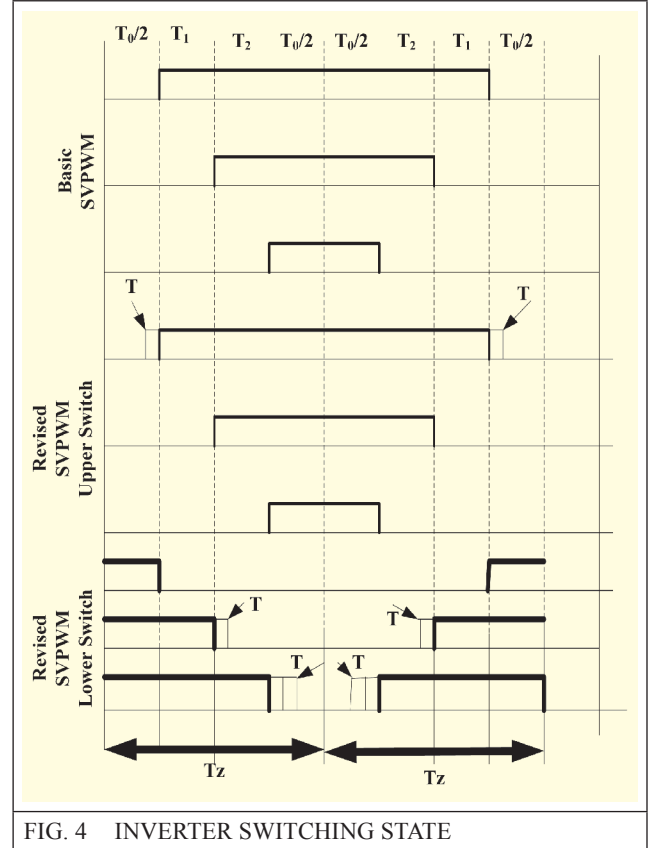 T0/2 T1 T2 T0/2 T0/2 T2 T1 T0/2
Basic
SVPWM
T T
Revised
SVPWM
Upper Switch
Revised
SVPWM
Lower Switch
T T
T T
Tz Tz
FIG. 4 INVERTER SWITCHING STATE